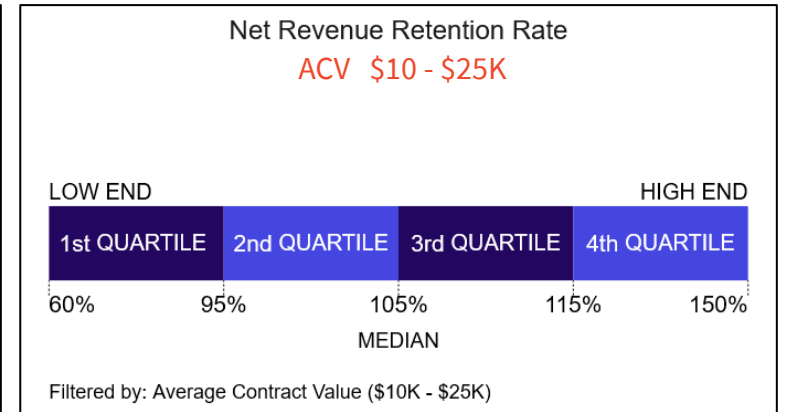 Net Revenue Retention Rate
ACV $10 - $25K
LOW END HIGH END
1st QUARTILE 2nd QUARTILE 3rd QUARTILE 4th QUARTILE
60% 95% 105% 115% 150%
MEDIAN
Filtered by: Average Contract Value ($10K - $25K)